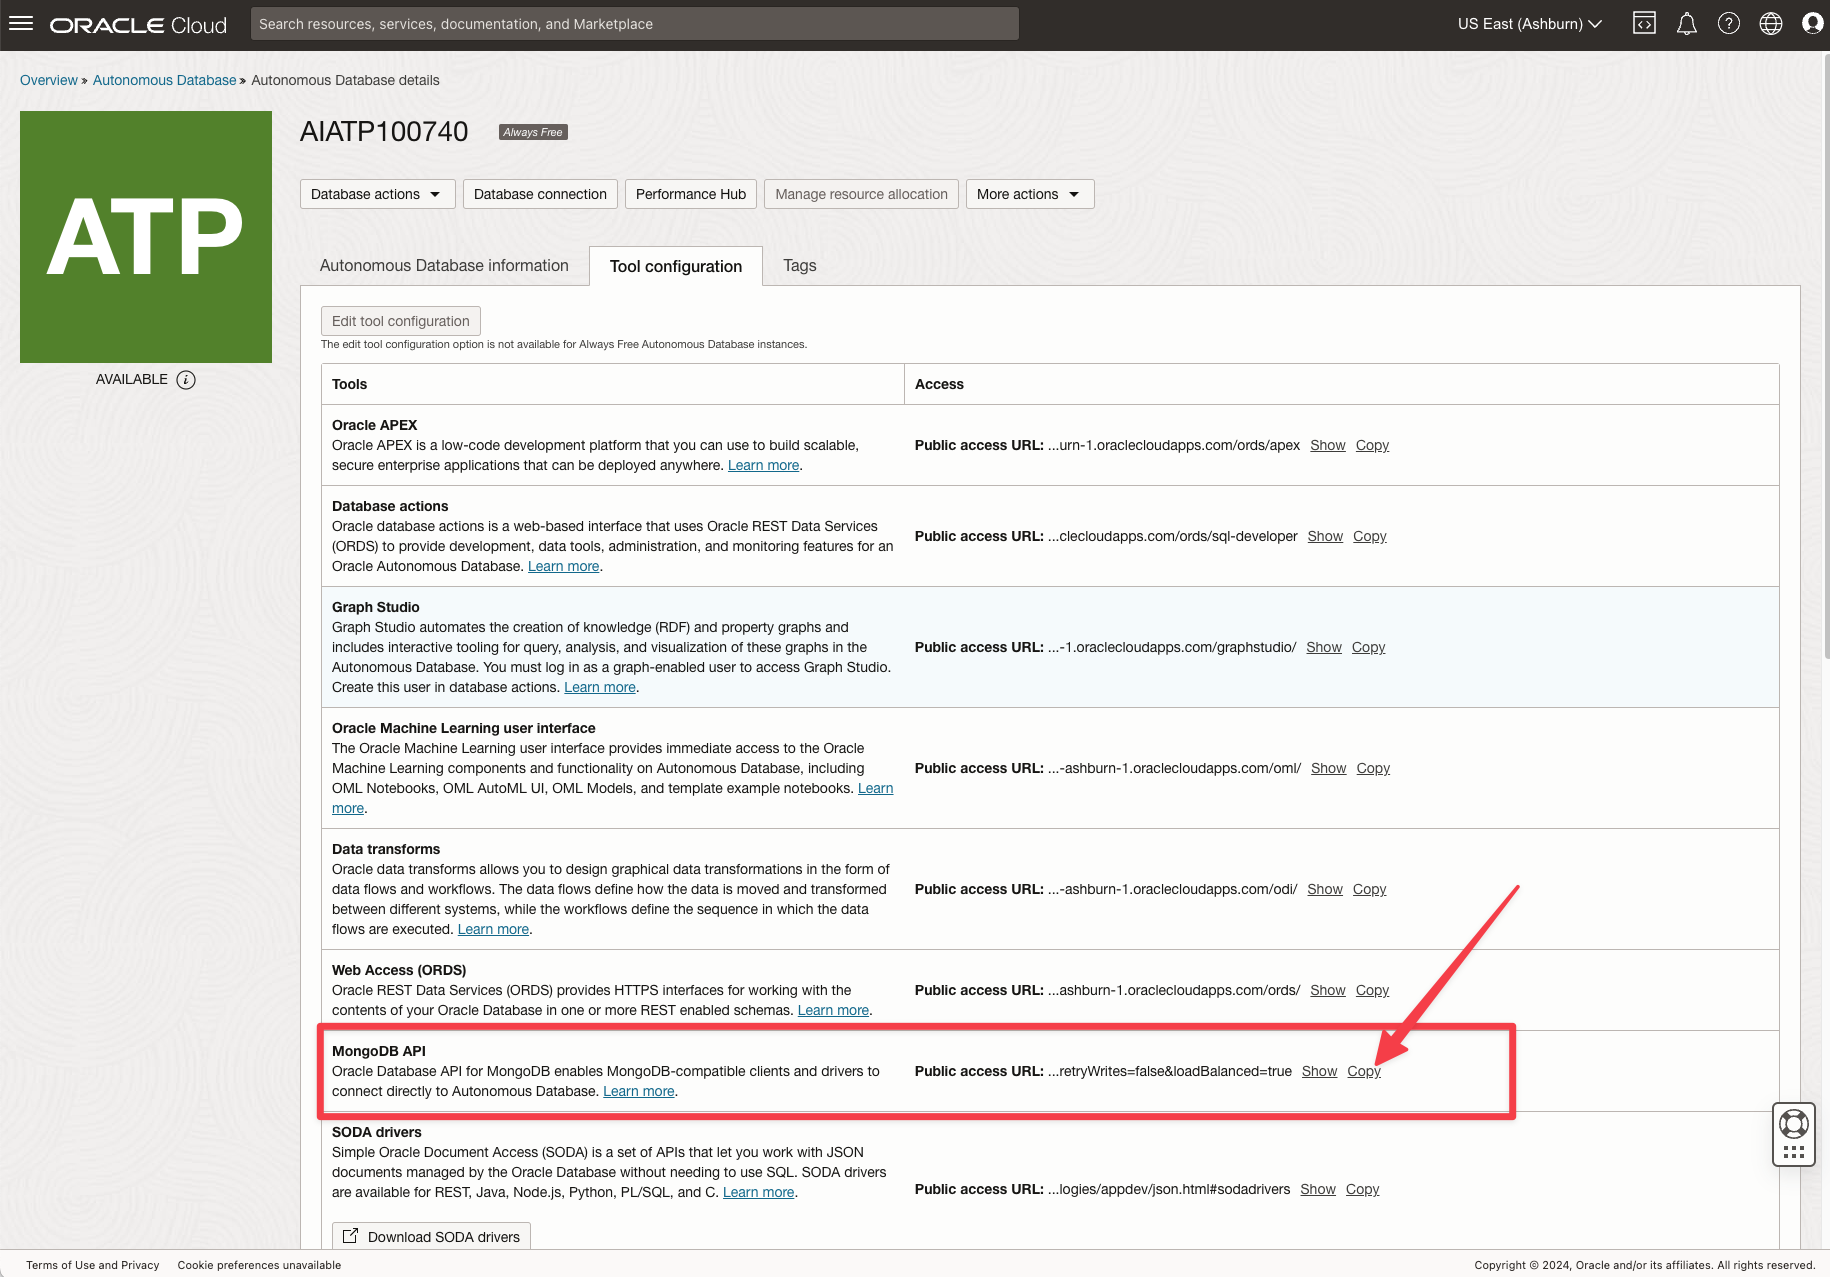 ORACLE Cloud
Search resources, services, documentation, and Marketplace
US East (Ashburn)
Overview » Autonomous Database » Autonomous Database details
ATP
AVAILABLE
AIATP100740
Always Free
Database actions
Database connection
Performance Hub
Manage resource allocation
More actions
Autonomous Database information
Tool configuration
Tags
Edit tool configuration
The edit tool configuration option is not available for Always Free Autonomous Database instances.
Tools
Access
Oracle APEX
Oracle APEX is a low-code development platform that you can use to build scalable,
secure enterprise applications that can be deployed anywhere. Learn more.
Public access URL: ...urn-1.oraclecloudapps.com/ords/apex Show Copy
Database actions
Oracle database actions is a web-based interface that uses Oracle REST Data Services
(ORDS) to provide development, data tools, administration, and monitoring features for an
Oracle Autonomous Database. Learn more.
Public access URL: ...clecloudapps.com/ords/sql-developer Show Copy
Graph Studio
Graph Studio automates the creation of knowledge (RDF) and property graphs and
includes interactive tooling for query, analysis, and visualization of these graphs in the
Autonomous Database. You must log in as a graph-enabled user to access Graph Studio.
Create this user in database actions. Learn more.
Public access URL: ...-1.oraclecloudapps.com/graphstudio/ Show Copy
Oracle Machine Learning user interface
The Oracle Machine Learning user interface provides immediate access to the Oracle
Machine Learning components and functionality on Autonomous Database, including
OML Notebooks, OML AutoML UI, OML Models, and template example notebooks. Learn
more.
Public access URL: ...-ashburn-1.oraclecloudapps.com/oml/ Show Copy
Data transforms
Oracle data transforms allows you to design graphical data transformations in the form of
data flows and workflows. The data flows define how the data is moved and transformed
between different systems, while the workflows define the sequence in which the data
flows are executed. Learn more.
Public access URL: ...-ashburn-1.oraclecloudapps.com/odi/ Show Copy
Web Access (ORDS)
Oracle REST Data Services (ORDS) provides HTTPS interfaces for working with the
contents of your Oracle Database in one or more REST enabled schemas. Learn more.
Public access URL: ...ashburn-1.oraclecloudapps.com/ords/ Show Copy
MongoDB API
Oracle Database API for MongoDB enables MongoDB-compatible clients and drivers to
connect directly to Autonomous Database. Learn more.
Public access URL: ...retryWrites=false&loadBalanced=true Show Copy
SODA drivers
Simple Oracle Document Access (SODA) is a set of APIs that let you work with JSON
documents managed by the Oracle Database without needing to use SQL. SODA drivers
are available for REST, Java, Node.js, Python, PL/SQL, and C. Learn more.
Public access URL: ...logies/appdev/json.html#sodadrivers Show Copy
Download SODA drivers
Terms of Use and Privacy
Cookie preferences unavailable
Copyright © 2024, Oracle and/or its affiliates. All rights reserved.